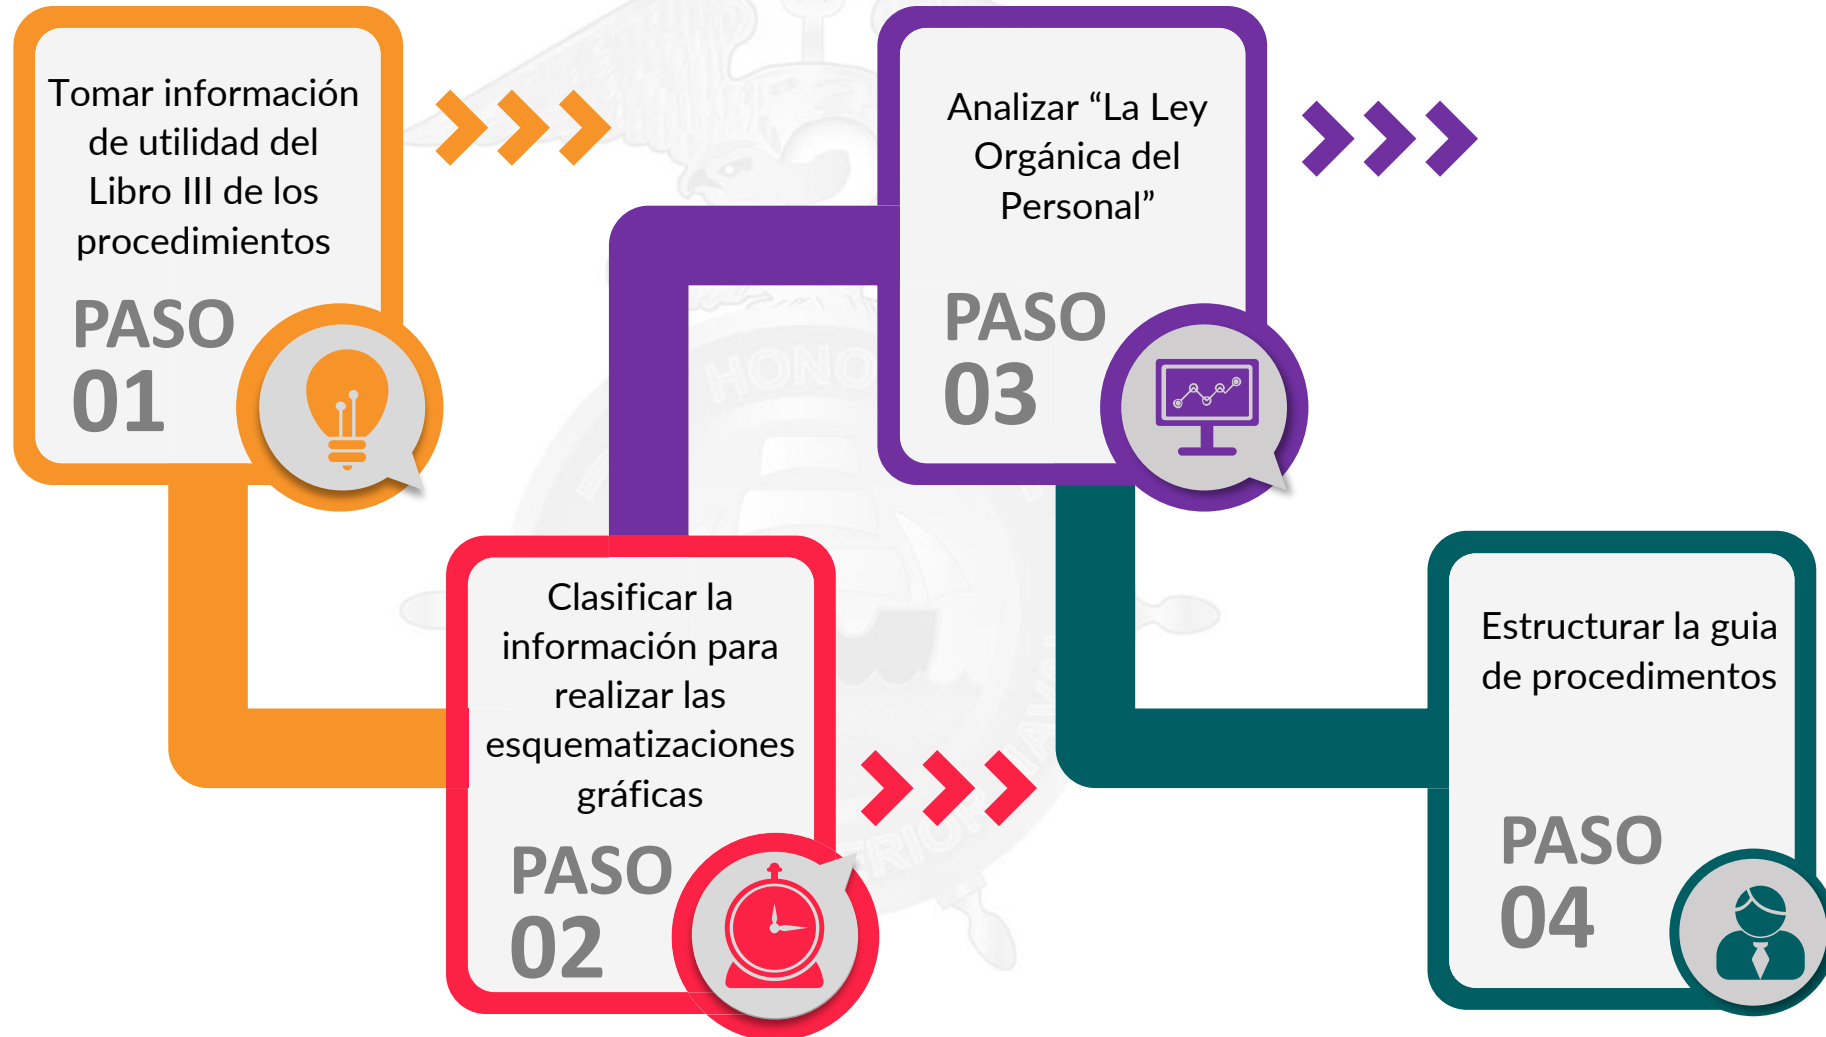 Tomar información
de utilidad del
Libro III de los
procedimientos
PASO
01
Clasificar la
información para
realizar las
esquematizaciones
gráficas
PASO
02
Analizar “La Ley
Orgánica del
Personal”
PASO
03
Estructurar la guia
de procedimentos
PASO
04